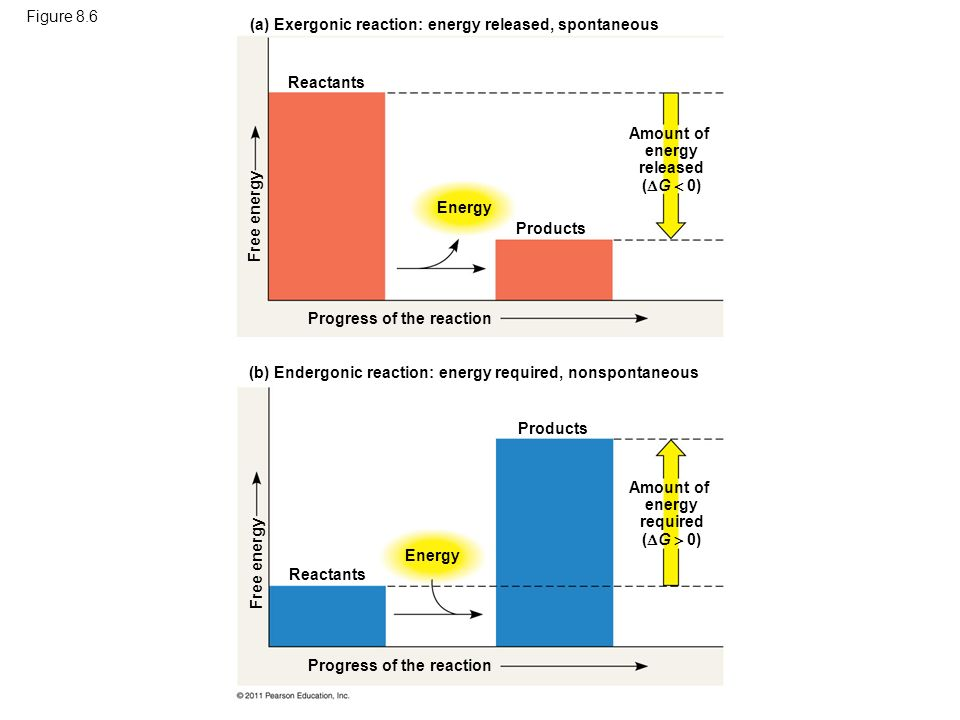 Figure 8.6
(a) Exergonic reaction: energy released, spontaneous
Reactants
Amount of
energy
released
(∆G < 0)
Free energy
Energy
Products
Progress of the reaction
(b) Endergonic reaction: energy required, nonspontaneous
Products
Amount of
energy
required
(∆G > 0)
Free energy
Energy
Reactants
Progress of the reaction
© 2011 Pearson Education, Inc.